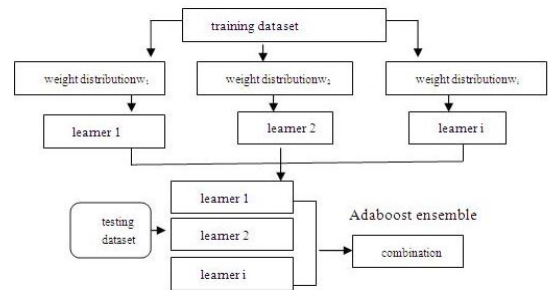 training dataset
weight distributionw₁
weight distributionw₂
weight distributionwᵢ
learner 1
learner 2
learner i
learner 1
testing
dataset
learner 2
learner i
Adaboost ensemble
combination